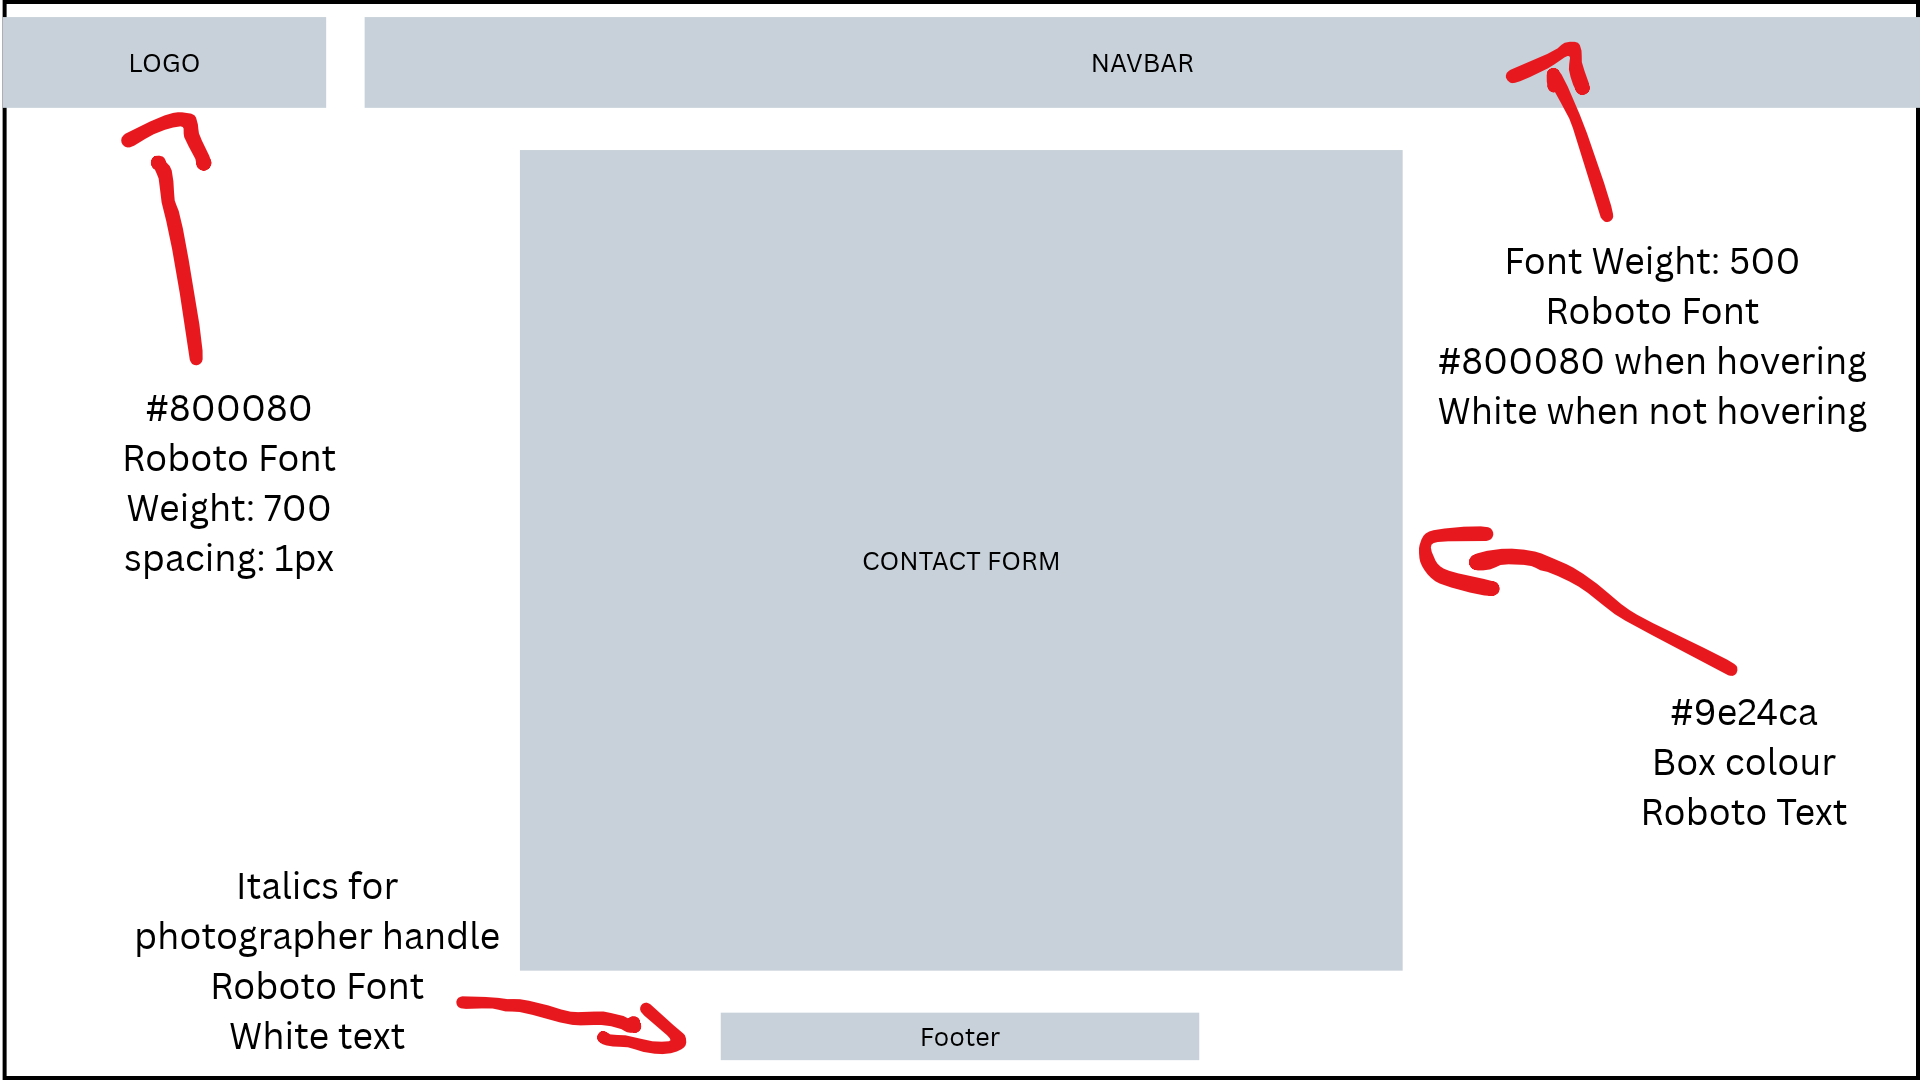 LOGO
NAVBAR
Font Weight: 500
Roboto Font
#800080 when hovering
White when not hovering
#800080
Roboto Font
Weight: 700
spacing: 1px
CONTACT FORM
#9e24ca
Box colour
Roboto Text
Italics for
photographer handle
Roboto Font
White text
Footer